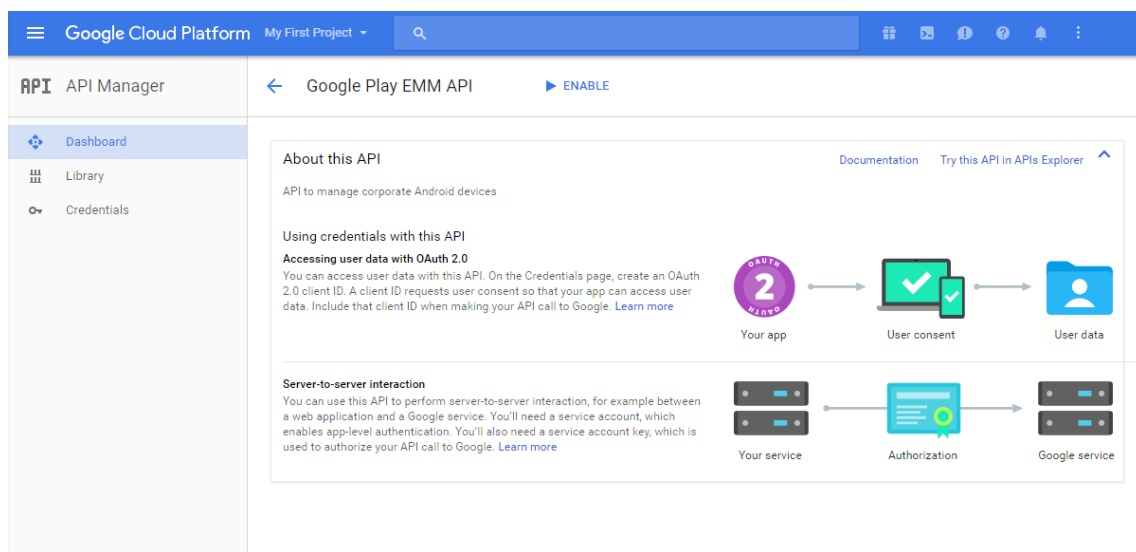 Google Cloud Platform My First Project
API API Manager
Google Play EMM API ENABLE
Dashboard
Library
Credentials
About this API
Documentation Try this API in APIs Explorer
API to manage corporate Android devices
Using credentials with this API
Accessing user data with OAuth 2.0
You can access user data with this API. On the Credentials page, create an OAuth
2.0 client ID. A client ID requests user consent so that your app can access user
data. Include that client ID when making your API call to Google. Learn more
OAUTH
2
OAUTH
Your app User consent User data
Server-to-server interaction
You can use this API to perform server-to-server interaction, for example between
a web application and a Google service. You'll need a service account, which
enables app-level authentication. You'll also need a service account key, which is
used to authorize your API call to Google. Learn more
Your service Authorization Google service